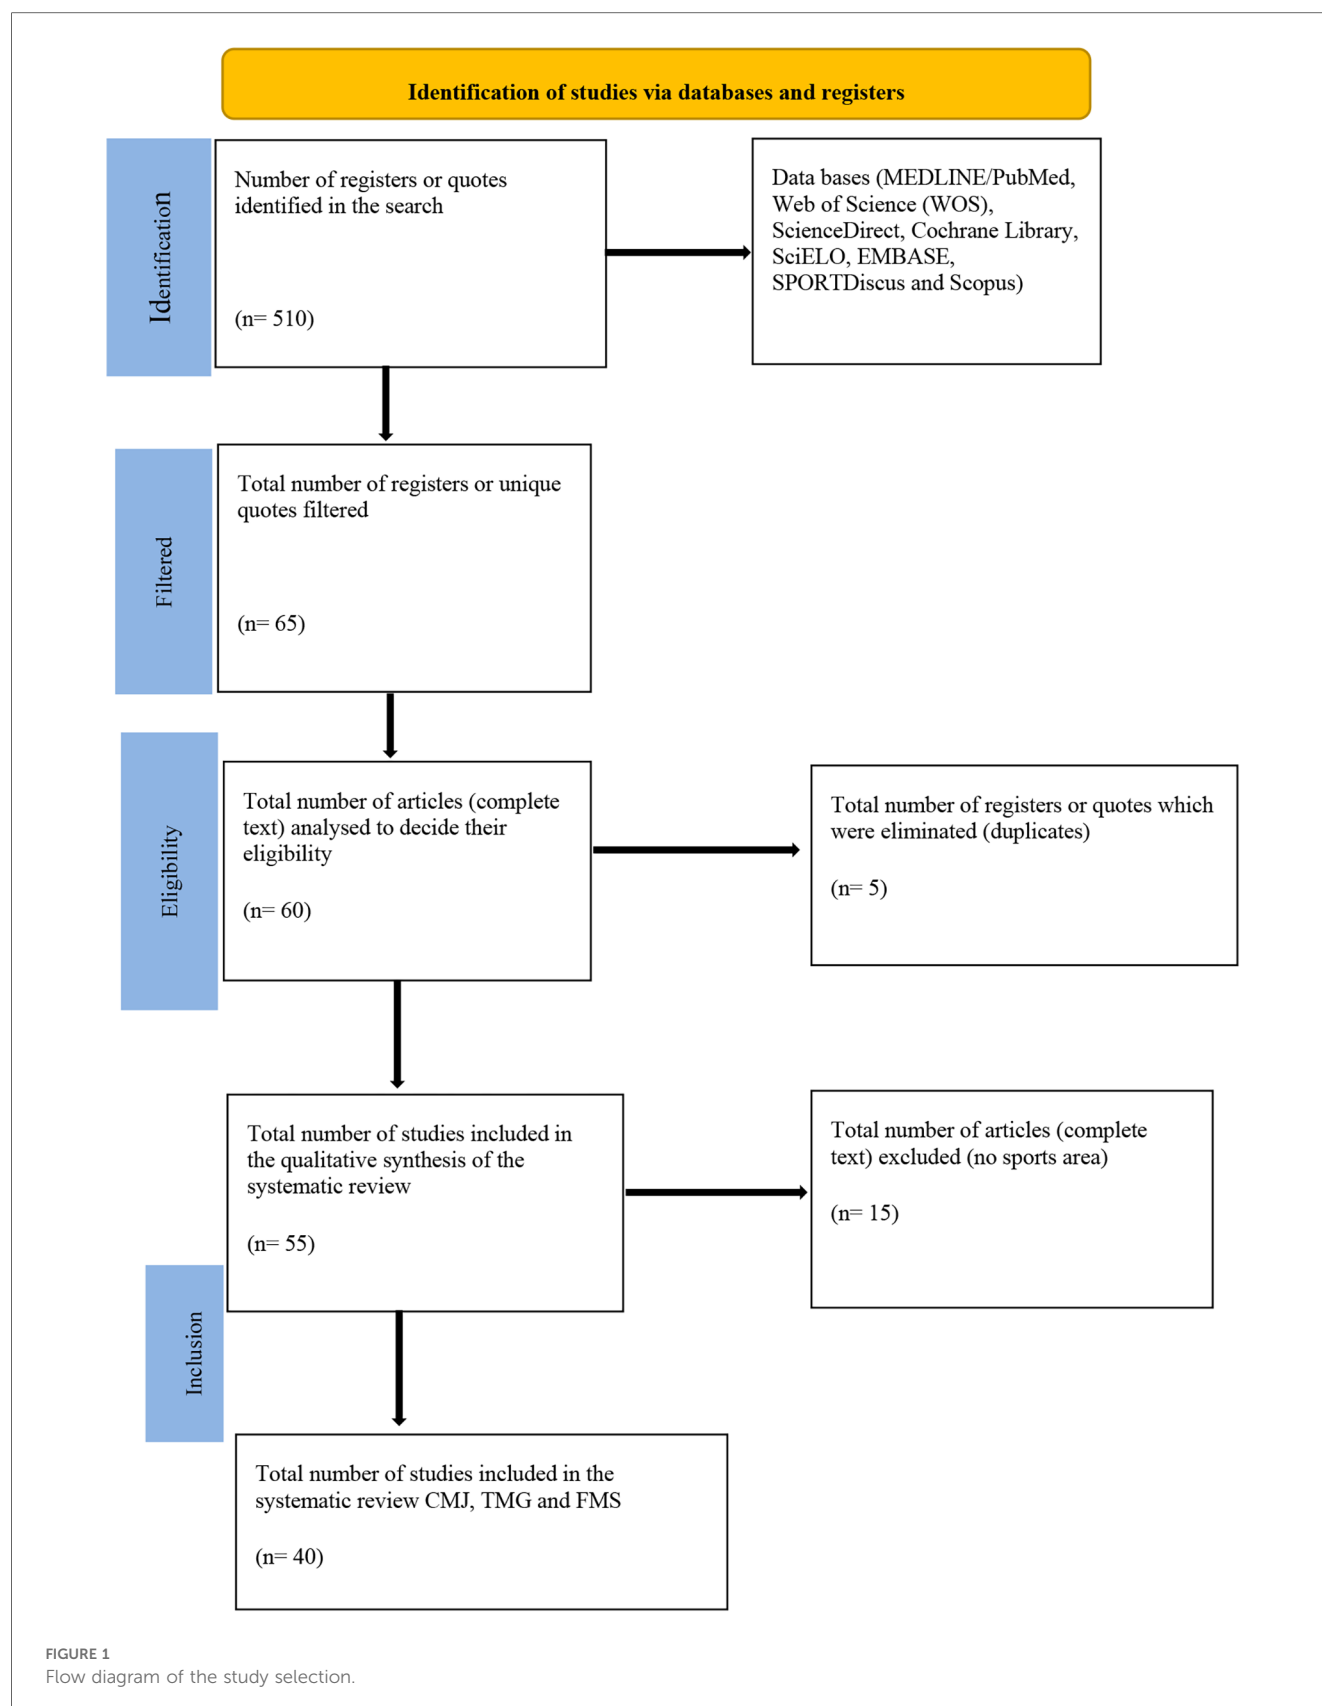 Identification of studies via databases and registers
Identification
Number of registers or quotes
identified in the search
(n= 510)
Data bases (MEDLINE/PubMed,
Web of Science (WOS),
ScienceDirect, Cochrane Library,
SciELO, EMBASE,
SPORTDiscus and Scopus)
Filtered
Total number of registers or unique
quotes filtered
(n= 65)
Eligibility
Total number of articles (complete
text) analysed to decide their
eligibility
(n= 60)
Total number of registers or quotes which
were eliminated (duplicates)
(n= 5)
Total number of studies included in
the qualitative synthesis of the
systematic review
(n= 55)
Total number of articles (complete
text) excluded (no sports area)
(n= 15)
Inclusion
Total number of studies included in the
systematic review CMJ, TMG and FMS
(n= 40)
FIGURE 1
Flow diagram of the study selection.